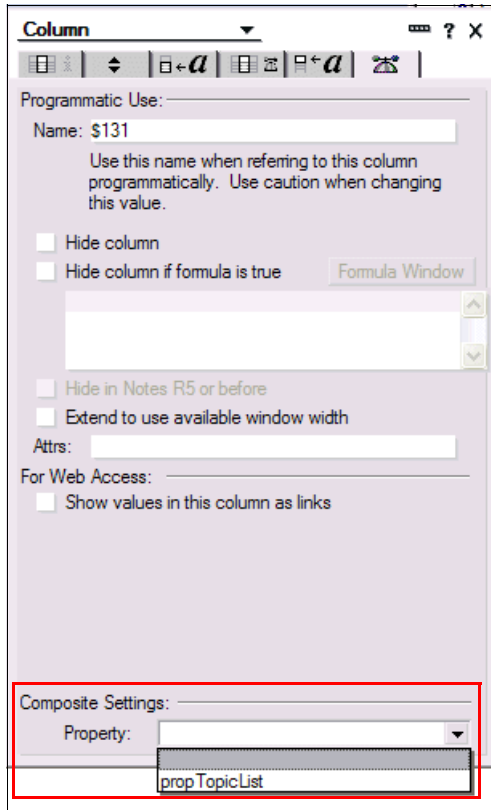 Column
? X
i a a
Programmatic Use:
Name: $131
Use this name when referring to this column
programmatically. Use caution when changing
this value.
Hide column
Hide column if formula is true Formula Window
Hide in Notes R5 or before
Extend to use available window width
Attrs:
For Web Access:
Show values in this column as links
Composite Settings:
Property:
propTopicList